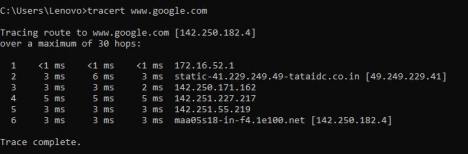 C:\Users\Lenovo>tracert www.google.com
Tracing route to www.google.com [142.250.182.4]
over a maximum of 30 hops:
1 <1 ms <1 ms <1 ms 172.16.52.1
2 3 ms 6 ms 3 ms static-41.229.249.49-tataidc.co.in [49.249.229.41]
3 3 ms 3 ms 2 ms 142.250.171.162
4 5 ms 5 ms 5 ms 142.251.227.217
5 3 ms 3 ms 3 ms 142.251.55.219
6 3 ms 3 ms 3 ms maa05s18-in-f4.1e100.net [142.250.182.4]
Trace complete.